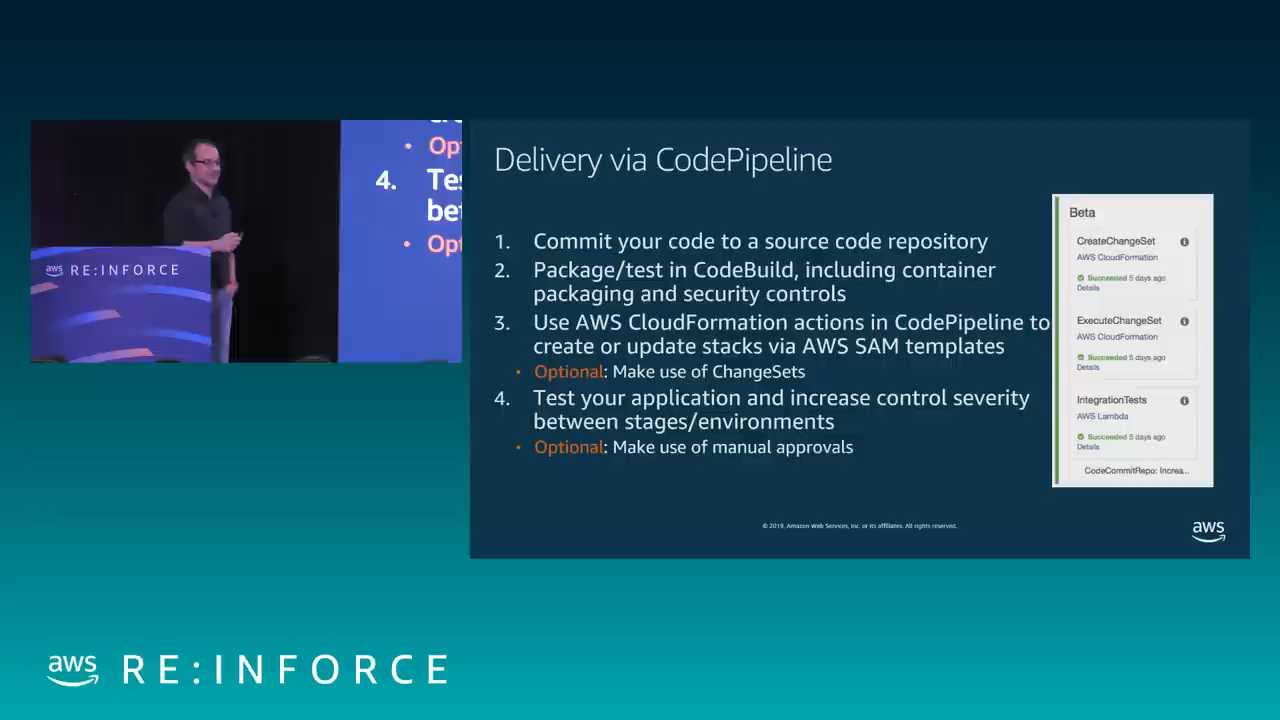 Op
4. Tes
bet
Opt
aws RE:INFORCE
Delivery via CodePipeline
1. Commit your code to a source code repository
2. Package/test in CodeBuild, including container
packaging and security controls
3. Use AWS CloudFormation actions in CodePipeline to
create or update stacks via AWS SAM templates
• Optional: Make use of ChangeSets
4. Test your application and increase control severity
between stages/environments
• Optional: Make use of manual approvals
Beta
CreateChangeSet
AWS CloudFormation
Succeeded 5 days ago
Details
ExecuteChangeSet
AWS CloudFormation
Succeeded 5 days ago
Details
IntegrationTests
AWS Lambda
Succeeded 5 days ago
Details
CodeCommitRepo: Increa...
© 2019, Amazon Web Services, Inc. or its affiliates. All rights reserved.
aws
aws RE:INFORCE